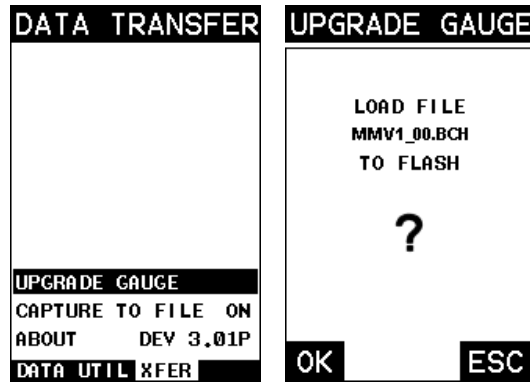 DATA TRANSFER
UPGRADE GAUGE
CAPTURE TO FILE ON
ABOUT DEV 3.01P
DATA UTIL XFER
UPGRADE GAUGE
LOAD FILE
MMV1_00.BCH
TO FLASH
?
OK ESC